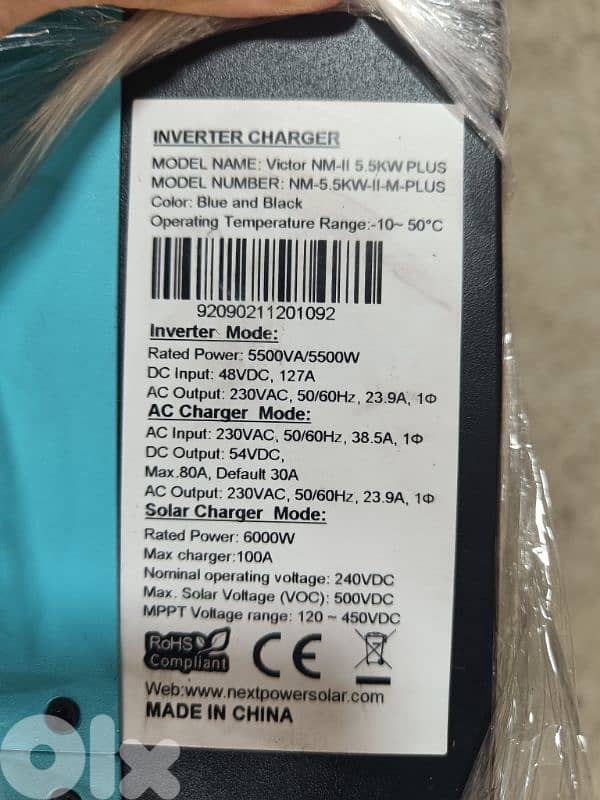 INVERTER CHARGER
MODEL NAME: Victor NM-II 5.5KW PLUS
MODEL NUMBER: NM-5.5KW-II-M-PLUS
Color: Blue and Black
Operating Temperature Range:-10~ 50°C
92090211201092
Inverter Mode:
Rated Power: 5500VA/5500W
DC Input: 48VDC, 127A
AC Output: 230VAC, 50/60Hz, 23.9A, 1Φ
AC Charger Mode:
AC Input: 230VAC, 50/60Hz, 38.5A, 1Φ
DC Output: 54VDC,
Max.80A, Default 30A
AC Output: 230VAC, 50/60Hz, 23.9A, 1Φ
Solar Charger Mode:
Rated Power: 6000W
Max charger:100A
Nominal operating voltage: 240VDC
Max. Solar Voltage (VOC): 500VDC
MPPT Voltage range: 120 ~ 450VDC
RoHS
Compliant
CE
Web:www.nextpowersolar.com
MADE IN CHINA
olx